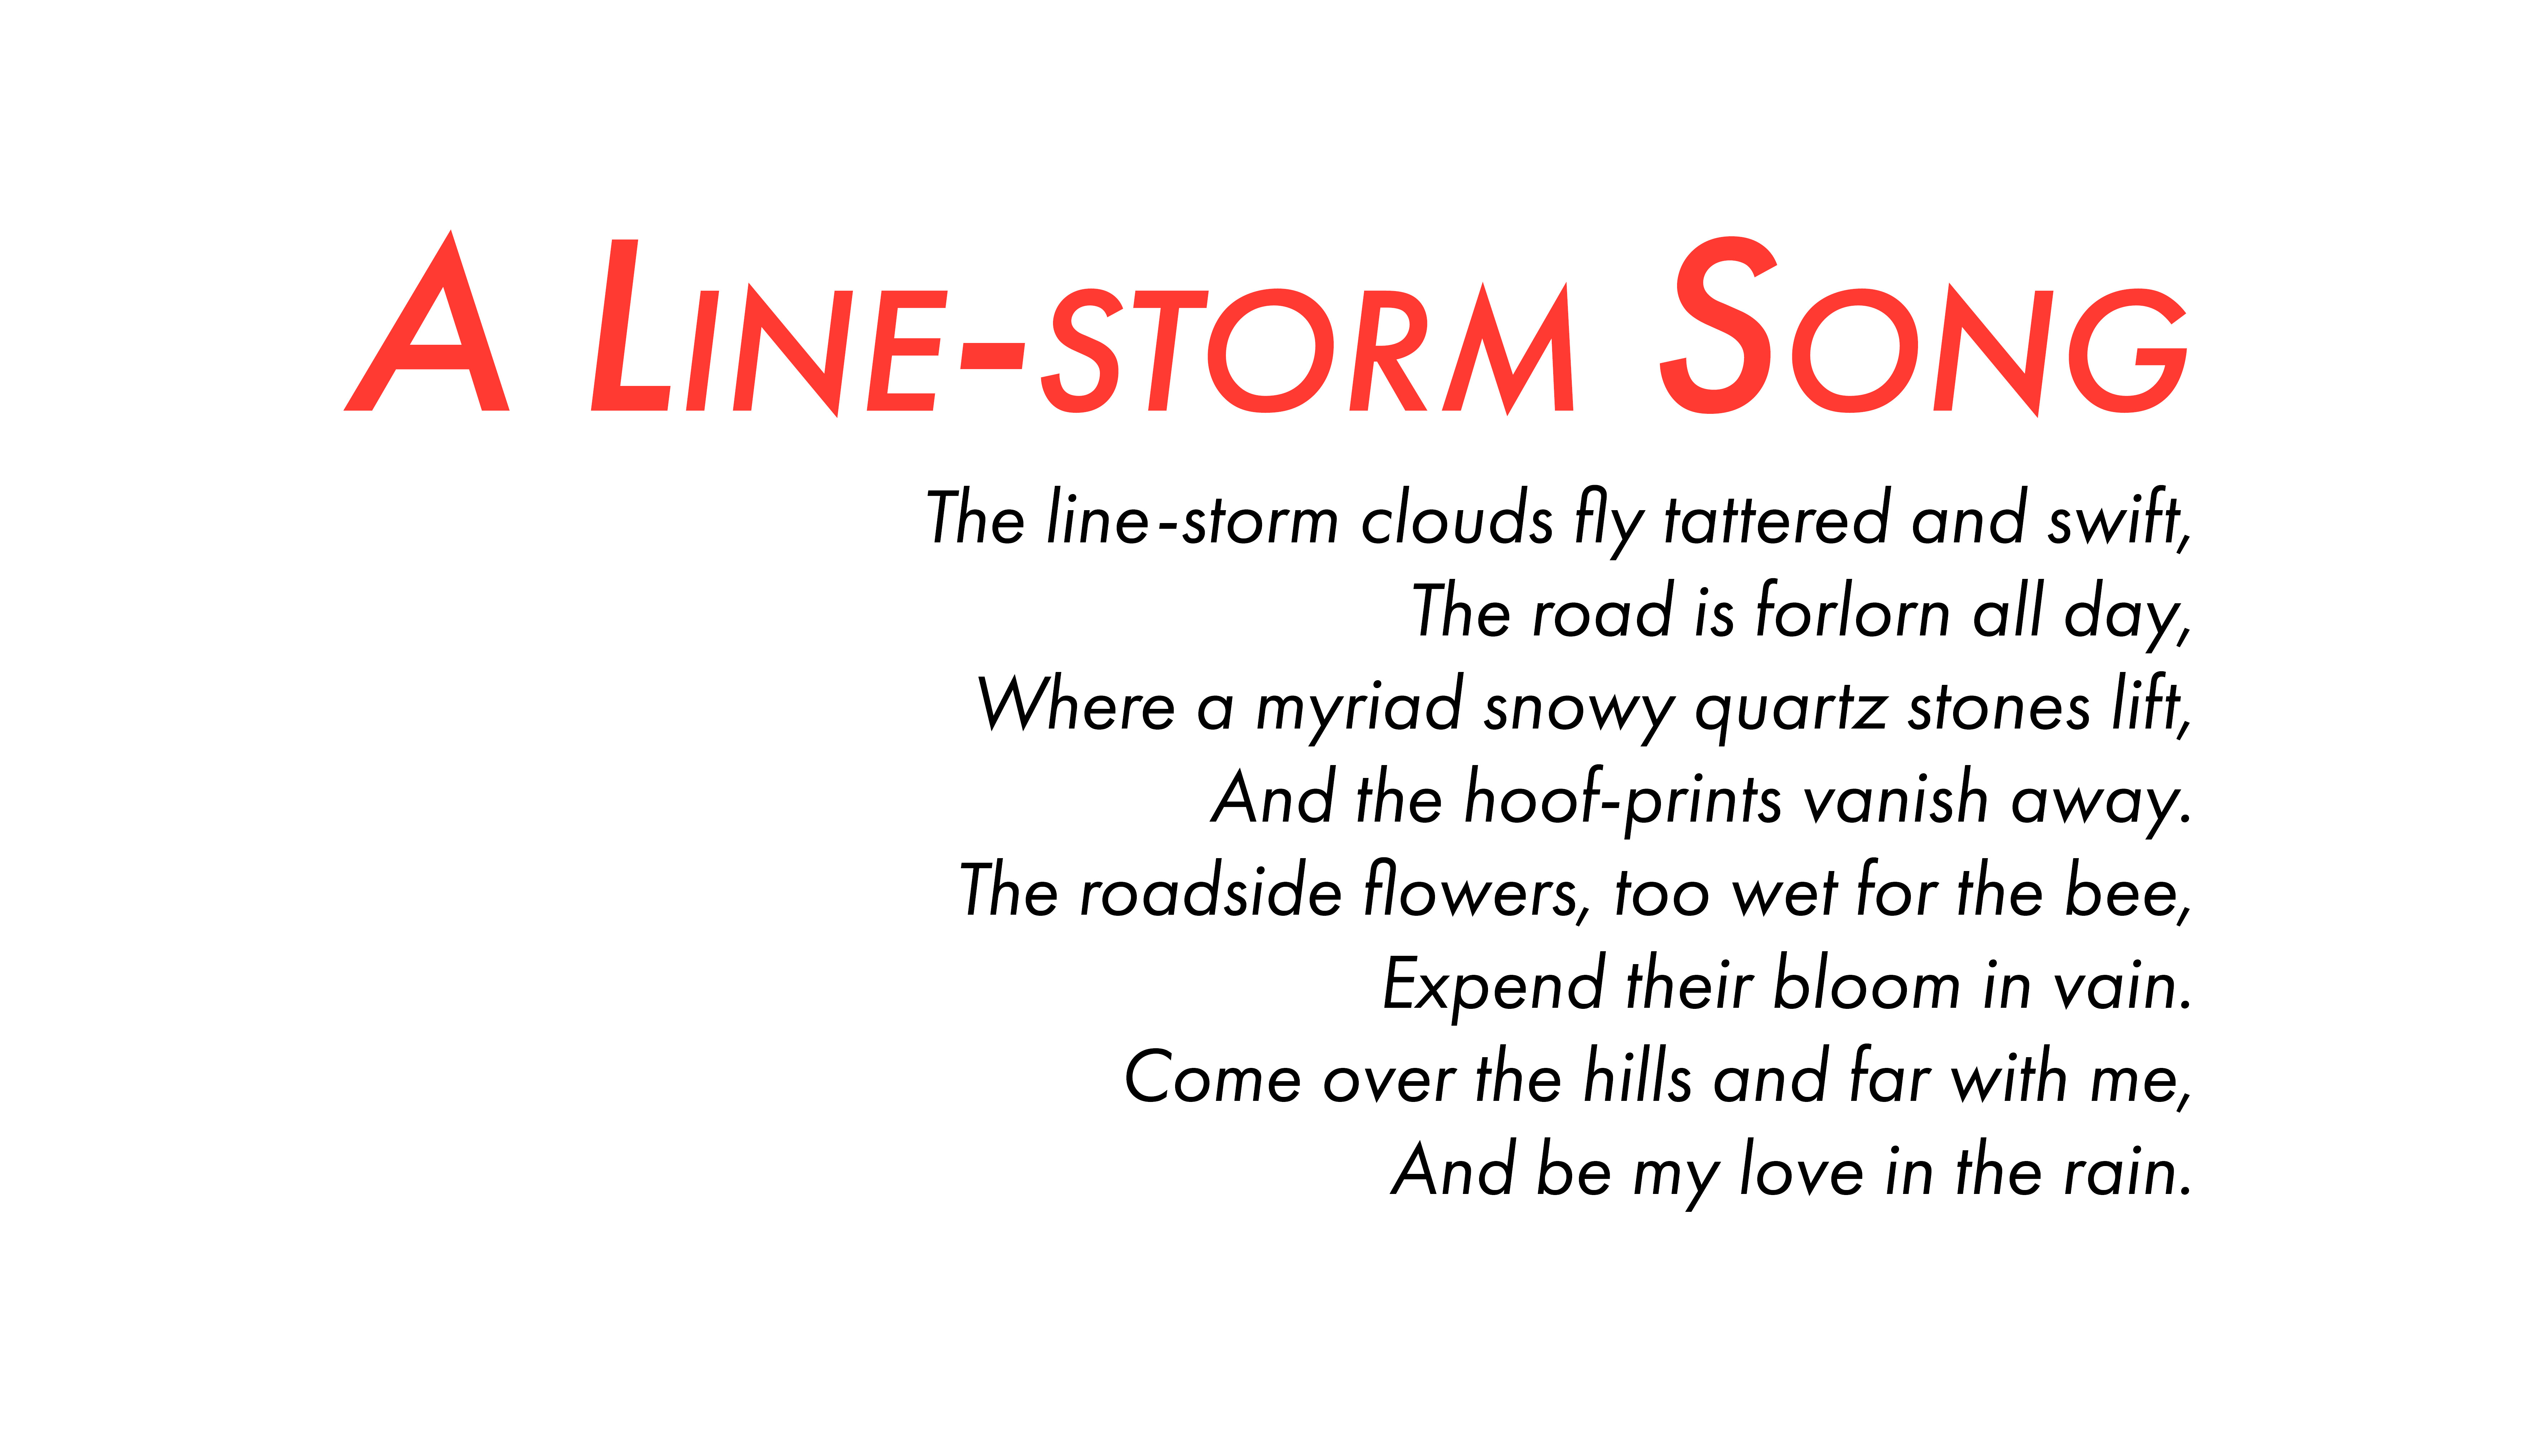 A Line-storm Song
The line-storm clouds fly tattered and swift,
The road is forlorn all day,
Where a myriad snowy quartz stones lift,
And the hoof-prints vanish away.
The roadside flowers, too wet for the bee,
Expend their bloom in vain.
Come over the hills and far with me,
And be my love in the rain.